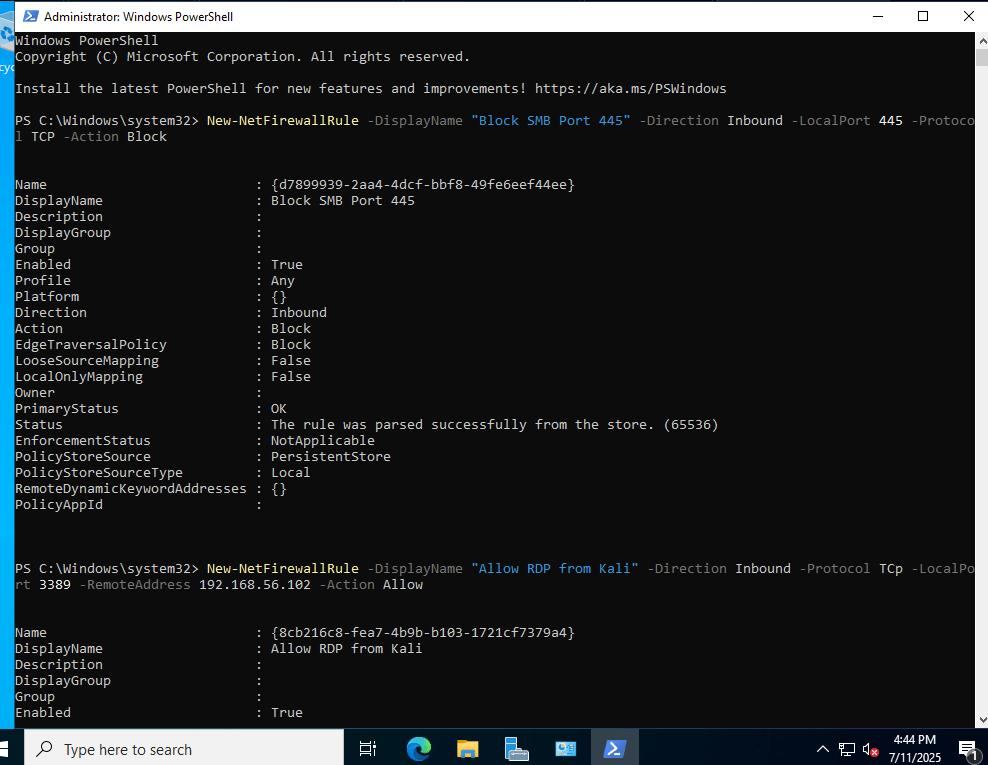 Administrator: Windows PowerShell
Windows PowerShell
Copyright (C) Microsoft Corporation. All rights reserved.
Install the latest PowerShell for new features and improvements! https://aka.ms/PSWindows
PS C:\Windows\system32> New-NetFirewallRule -DisplayName "Block SMB Port 445" -Direction Inbound -LocalPort 445 -Protoco
l TCP -Action Block
Name                           : {d7899939-2aa4-4dcf-bbf8-49fe6eef44ee}
DisplayName                    : Block SMB Port 445
Description                    :
DisplayGroup                   :
Group                          :
Enabled                        : True
Profile                        : Any
Platform                       : {}
Direction                      : Inbound
Action                         : Block
EdgeTraversalPolicy            : Block
LooseSourceMapping             : False
LocalOnlyMapping               : False
Owner                          :
PrimaryStatus                  : OK
Status                         : The rule was parsed successfully from the store. (65536)
EnforcementStatus              : NotApplicable
PolicyStoreSource              : PersistentStore
PolicyStoreSourceType          : Local
RemoteDynamicKeywordAddresses : {}
PolicyAppId                    :
PS C:\Windows\system32> New-NetFirewallRule -DisplayName "Allow RDP from Kali" -Direction Inbound -Protocol TCp -LocalPo
rt 3389 -RemoteAddress 192.168.56.102 -Action Allow
Name                           : {8cb216c8-fea7-4b9b-b103-1721cf7379a4}
DisplayName                    : Allow RDP from Kali
Description                    :
DisplayGroup                   :
Group                          :
Enabled                        : True
Type here to search
4:44 PM
7/11/2025
1